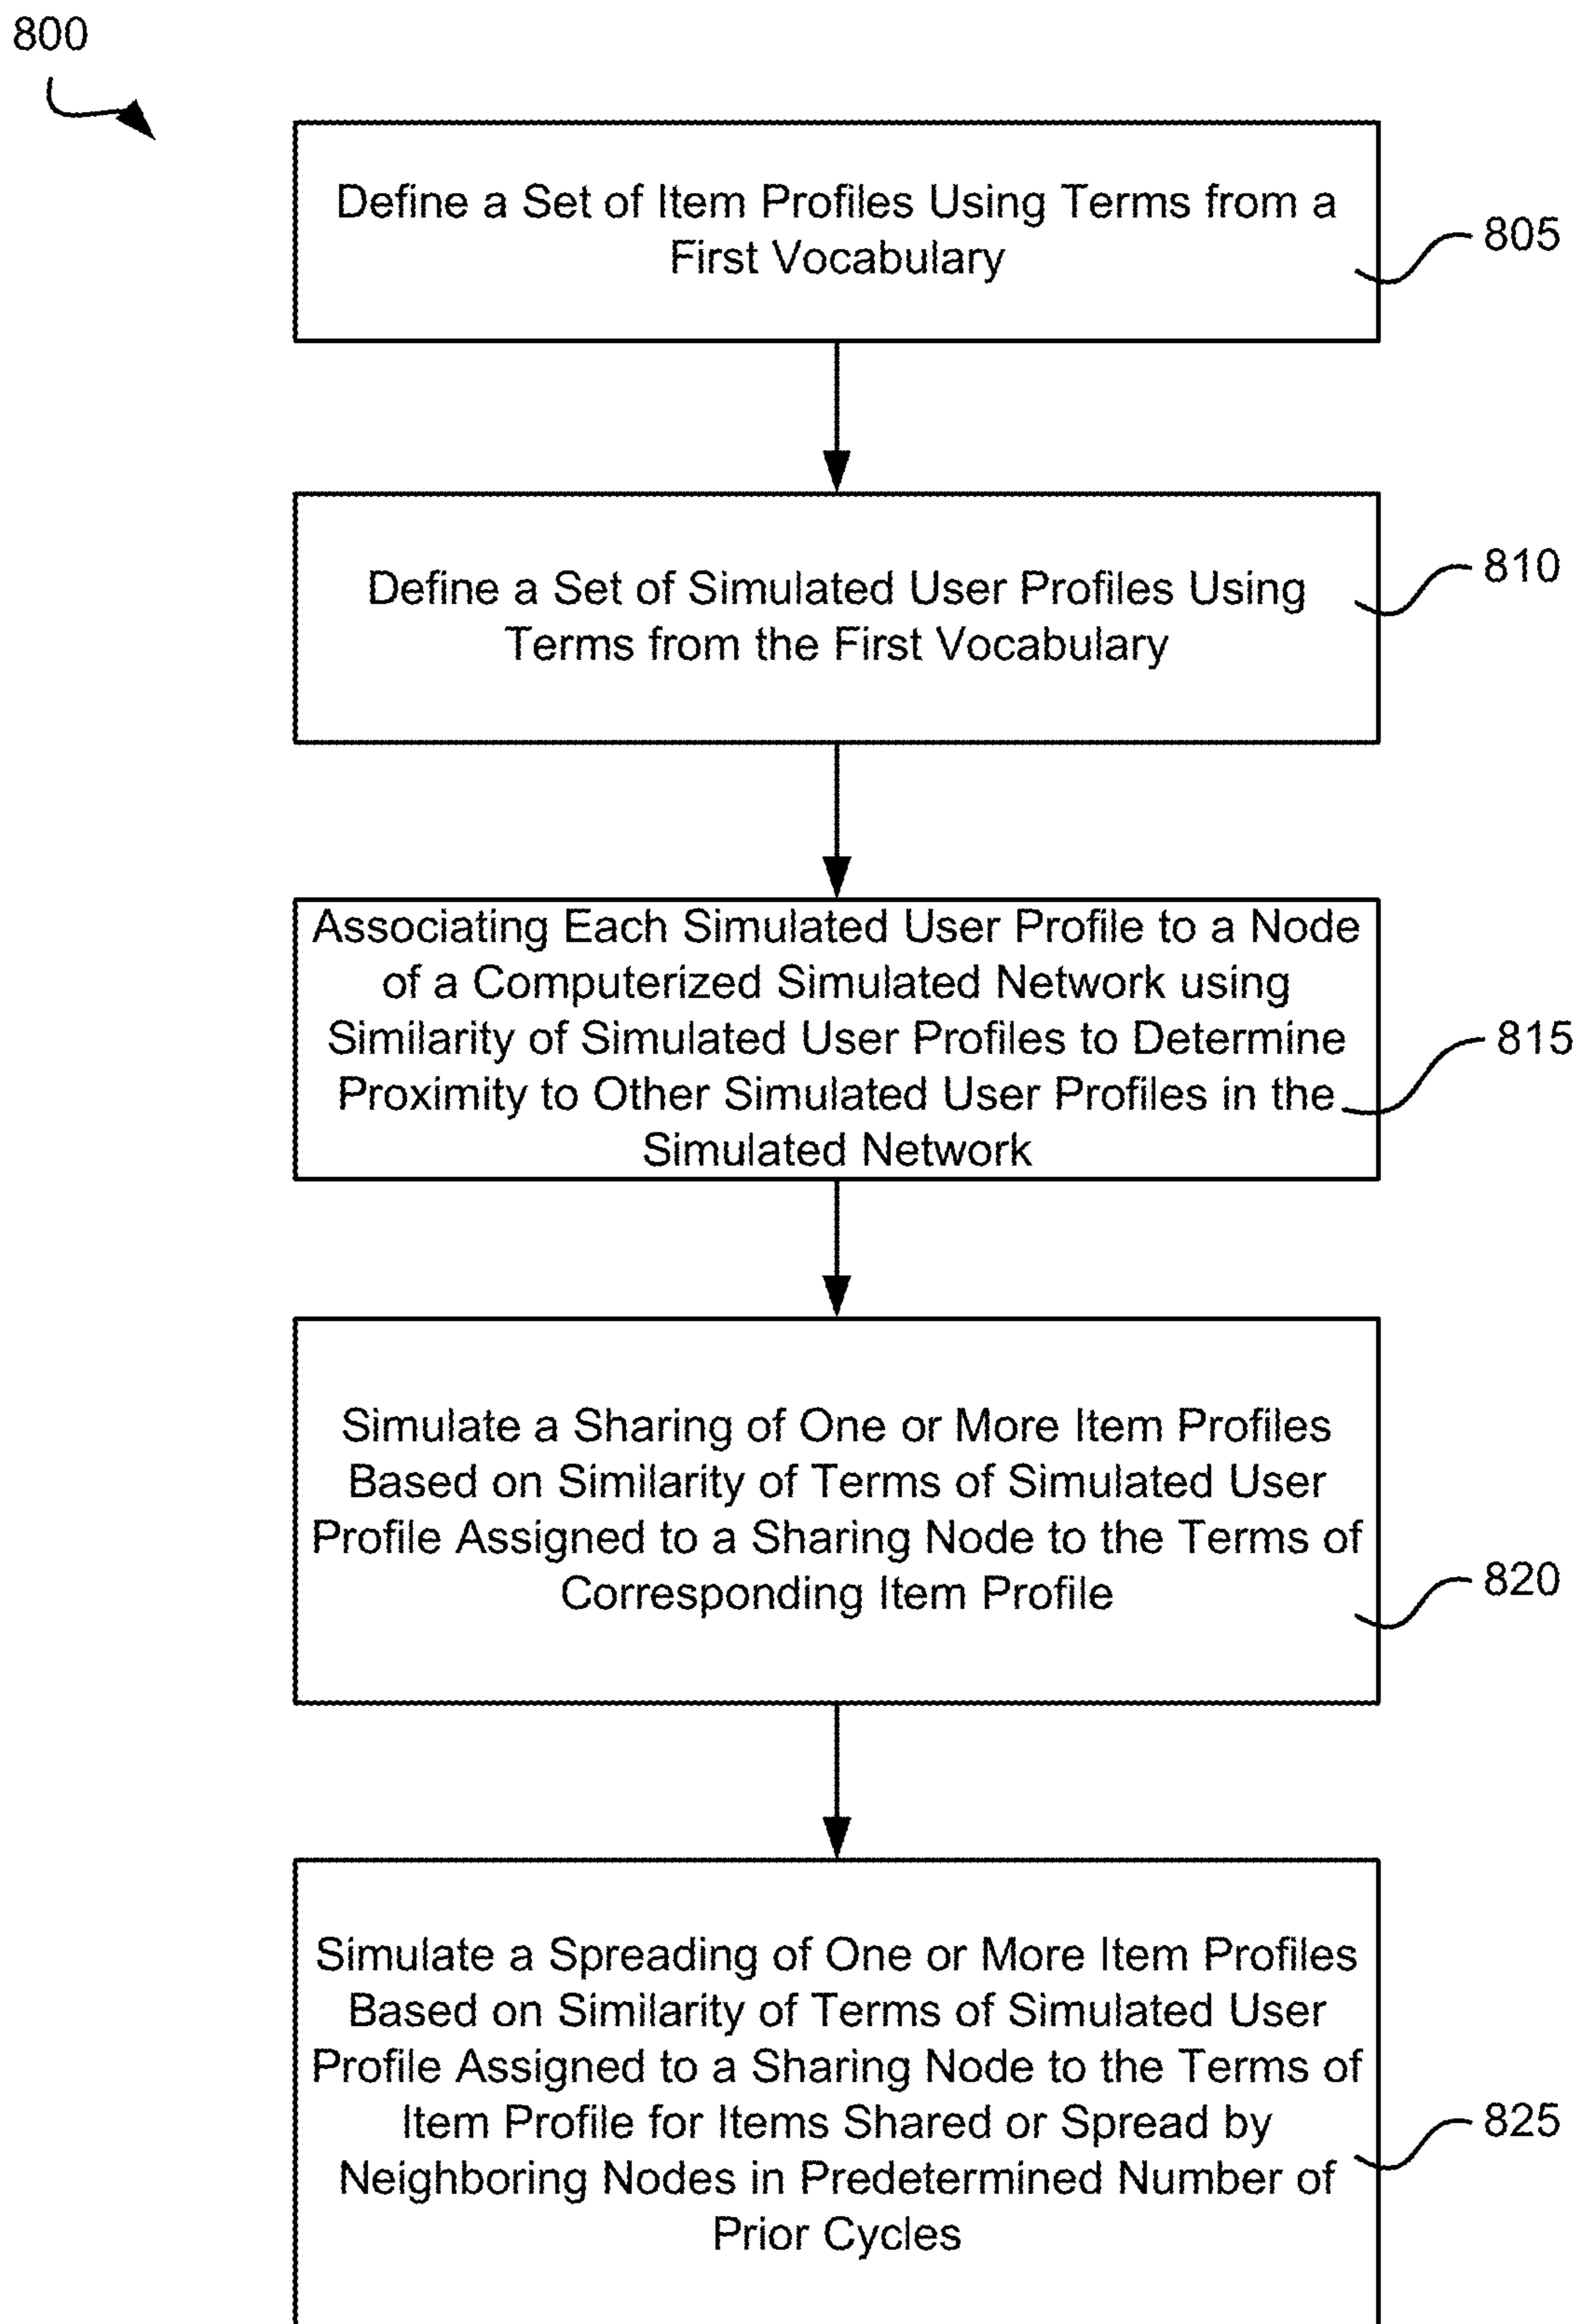 800
Define a Set of Item Profiles Using Terms from a
First Vocabulary
805
Define a Set of Simulated User Profiles Using
Terms from the First Vocabulary
810
Associating Each Simulated User Profile to a Node
of a Computerized Simulated Network using
Similarity of Simulated User Profiles to Determine
Proximity to Other Simulated User Profiles in the
Simulated Network
815
Simulate a Sharing of One or More Item Profiles
Based on Similarity of Terms of Simulated User
Profile Assigned to a Sharing Node to the Terms of
Corresponding Item Profile
820
Simulate a Spreading of One or More Item Profiles
Based on Similarity of Terms of Simulated User
Profile Assigned to a Sharing Node to the Terms of
Item Profile for Items Shared or Spread by
Neighboring Nodes in Predetermined Number of
Prior Cycles
825